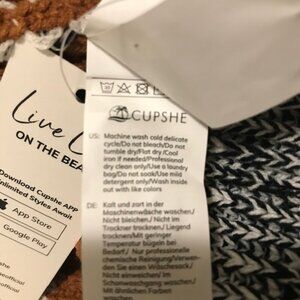 Live L
ON THE BEA
Download Cupshe App
Unlimited Styles Await
App Store
Google Play
CUPSHE
US: Machine wash cold delicate
cycle/Do not bleach/Do not
tumble dry/Flat dry/Cool
iron if needed/Professional
dry clean only/Use a laundry
bag/Do not soak/Use mild
detergent only/Wash inside
out with like colors
DE: Kalt und zart in der
Maschinenwäsche waschen/
Nicht bleichen/ Nicht im
Trockner trocknen/ Liegend
trocknen/Mit geringer
Temperatur bügeln bei
Bedarf/ Nur professionelle
chemische Reinigung/Verwen-
den Sie einen Wäschesack/
Nicht einweichen/ Im
Schonwaschgang waschen/
Mit ähnlichen Farben